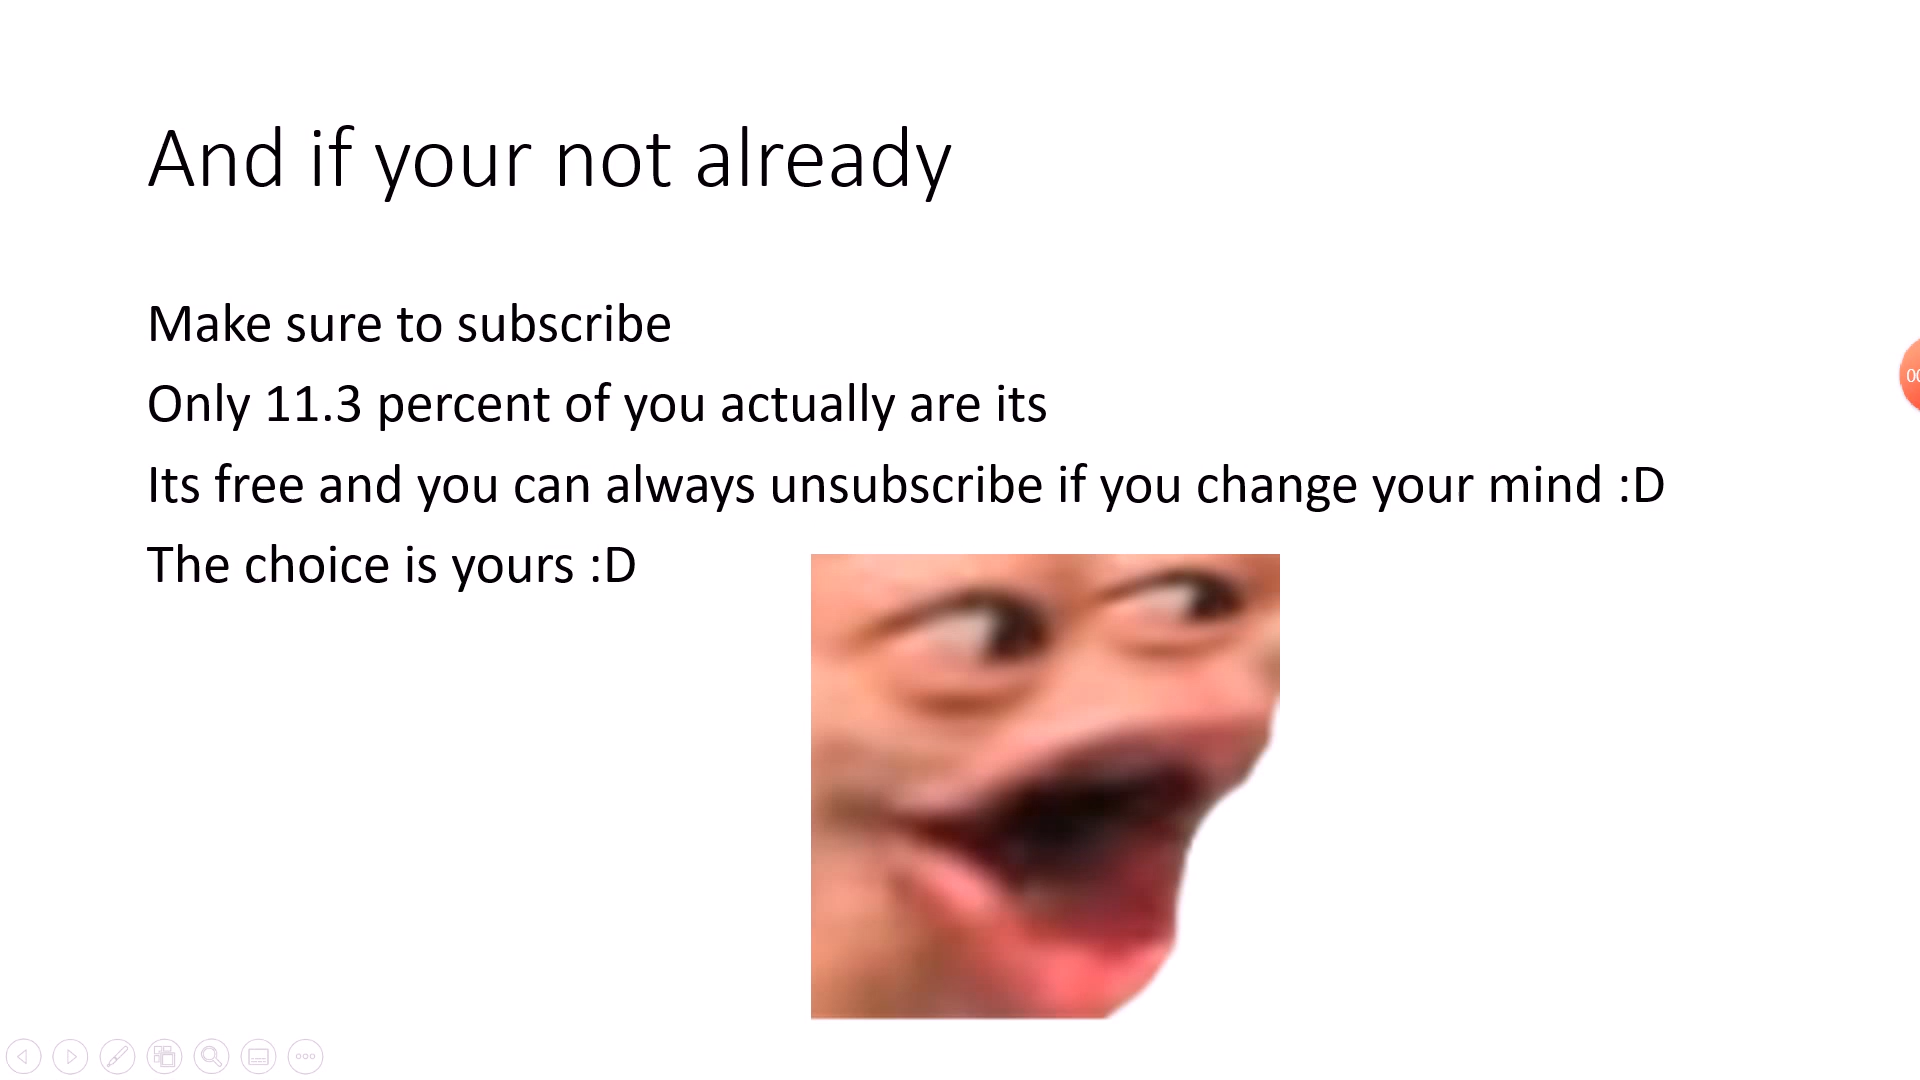 And if your not already
Make sure to subscribe
Only 11.3 percent of you actually are its
Its free and you can always unsubscribe if you change your mind :D
The choice is yours :D